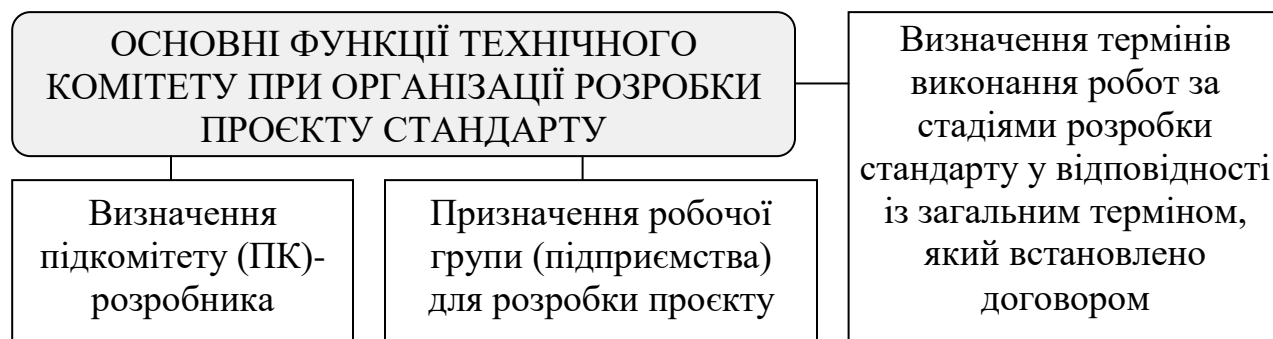 ОСНОВНІ ФУНКЦІЇ ТЕХНІЧНОГО
КОМІТЕТУ ПРИ ОРГАНІЗАЦІЇ РОЗРОБКИ
ПРОЄКТУ СТАНДАРТУ
Визначення
підкомітету (ПК)-
розробника
Призначення робочої
групи (підприємства)
для розробки проєкту
Визначення термінів
виконання робот за
стадіями розробки
стандарту у відповідності
із загальним терміном,
який встановлено
договором